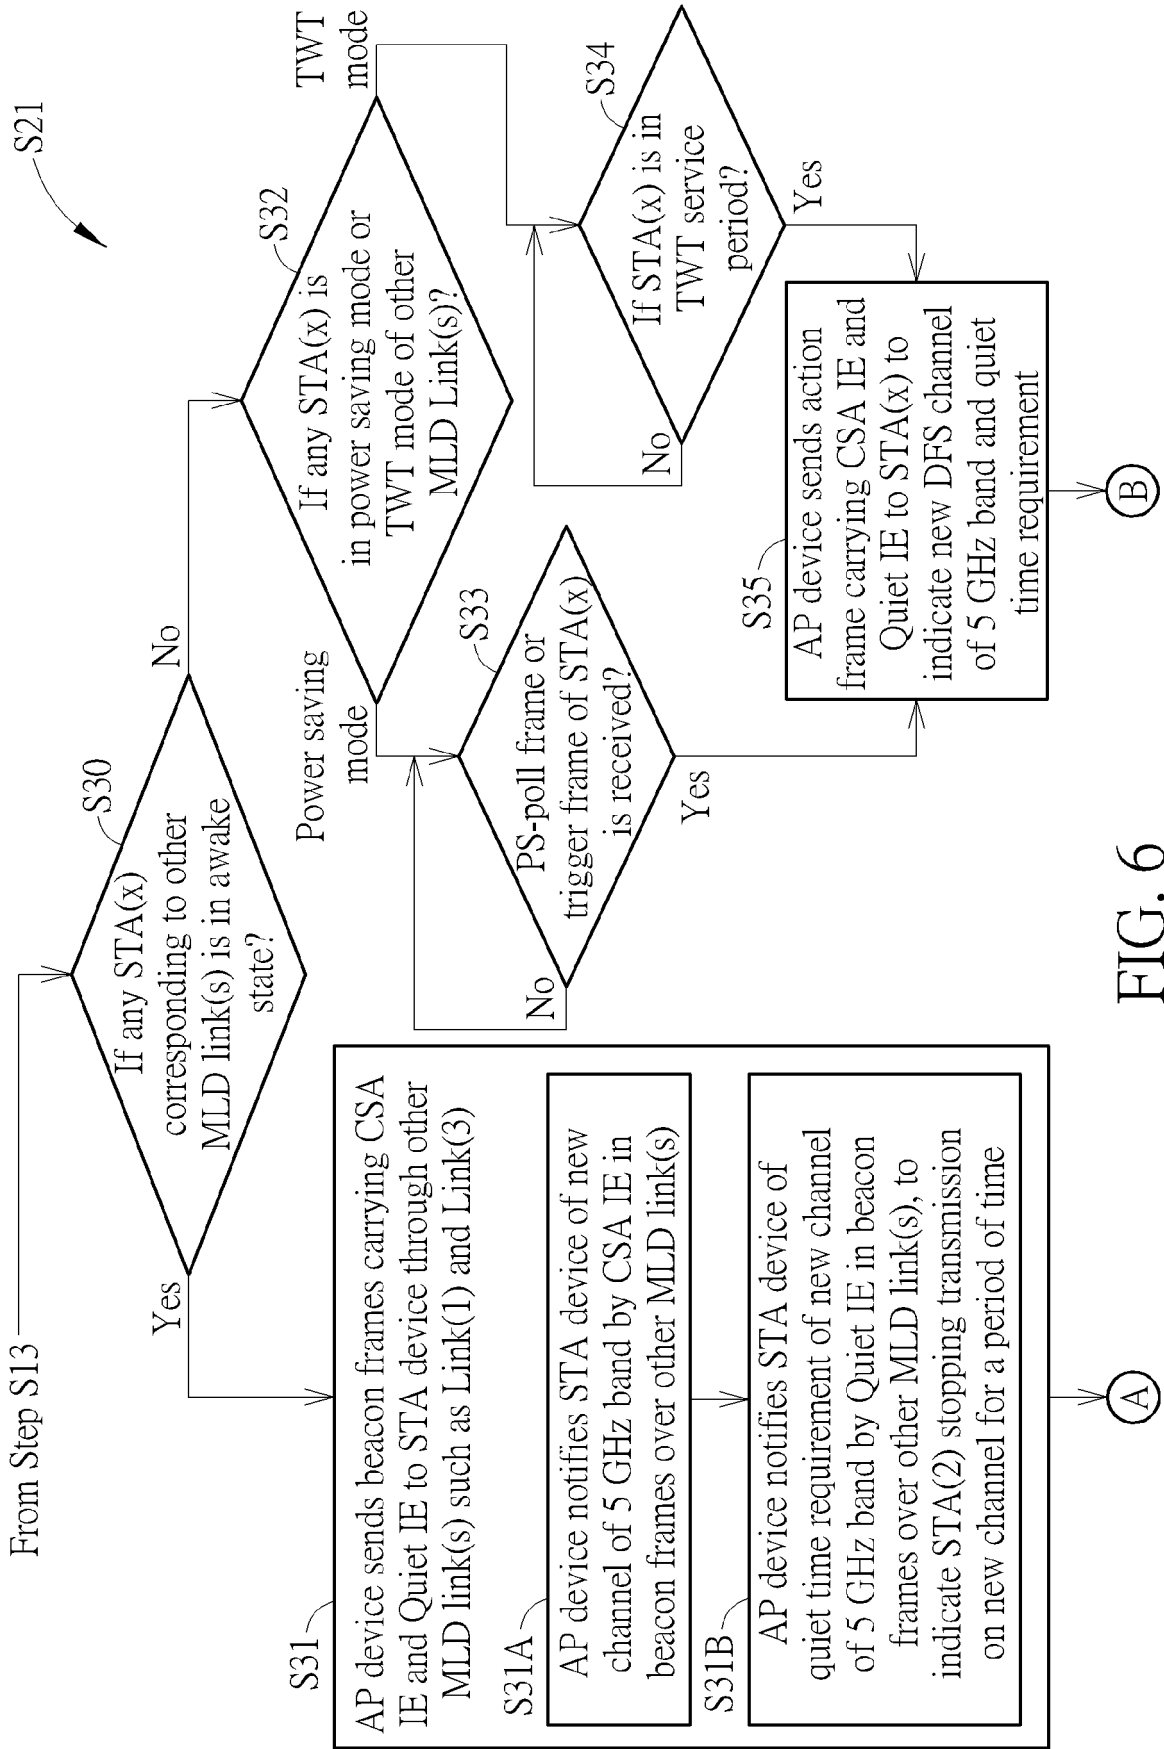 S21
From Step S13
S30
If any STA(x)
corresponding to other
MLD link(s) is in awake
state?
Yes
No
S31
AP device sends beacon frames carrying CSA
IE and Quiet IE to STA device through other
MLD link(s) such as Link(1) and Link(3)
S31A
AP device notifies STA device of new
channel of 5 GHz band by CSA IE in
beacon frames over other MLD link(s)
S31B
AP device notifies STA device of
quiet time requirement of new channel
of 5 GHz band by Quiet IE in beacon
frames over other MLD link(s), to
indicate STA(2) stopping transmission
on new channel for a period of time
A
S32
If any STA(x) is
in power saving mode or
TWT mode of other
MLD Link(s)?
Power saving
mode
TWT
mode
S33
PS-poll frame or
trigger frame of STA(x)
is received?
No
Yes
S34
If STA(x) is in
TWT service
period?
No
Yes
S35
AP device sends action
frame carrying CSA IE and
Quiet IE to STA(x) to
indicate new DFS channel
of 5 GHz band and quiet
time requirement
B
FIG. 6